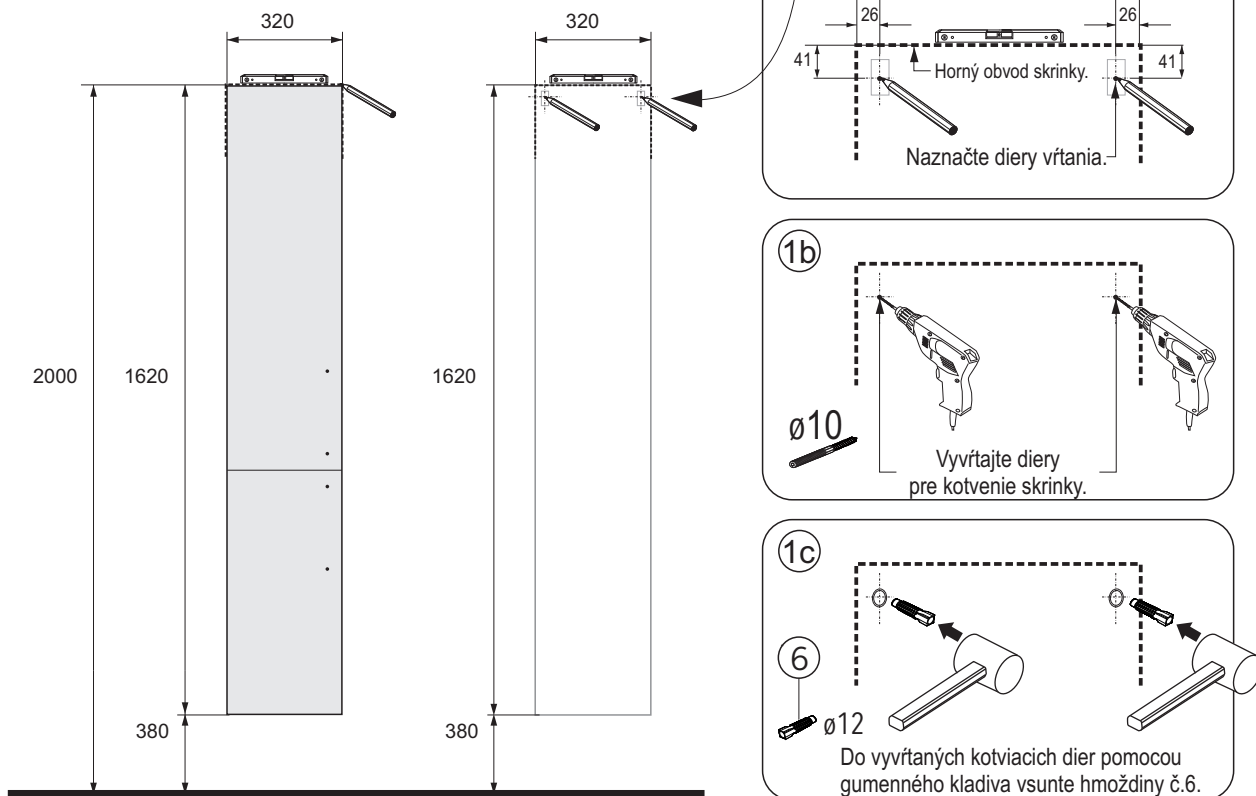 320
2000
1620
380
320
1620
380
26
26
41
41
Horný obvod skrinky.
Naznačte diery vŕtania.
1b
ø10
Vyvŕtajte diery
pre kotvenie skrinky.
1c
6
ø12
Do vyvŕtaných kotviacich dier pomocou
gumenného kladiva vsunte hmoždiny č.6.